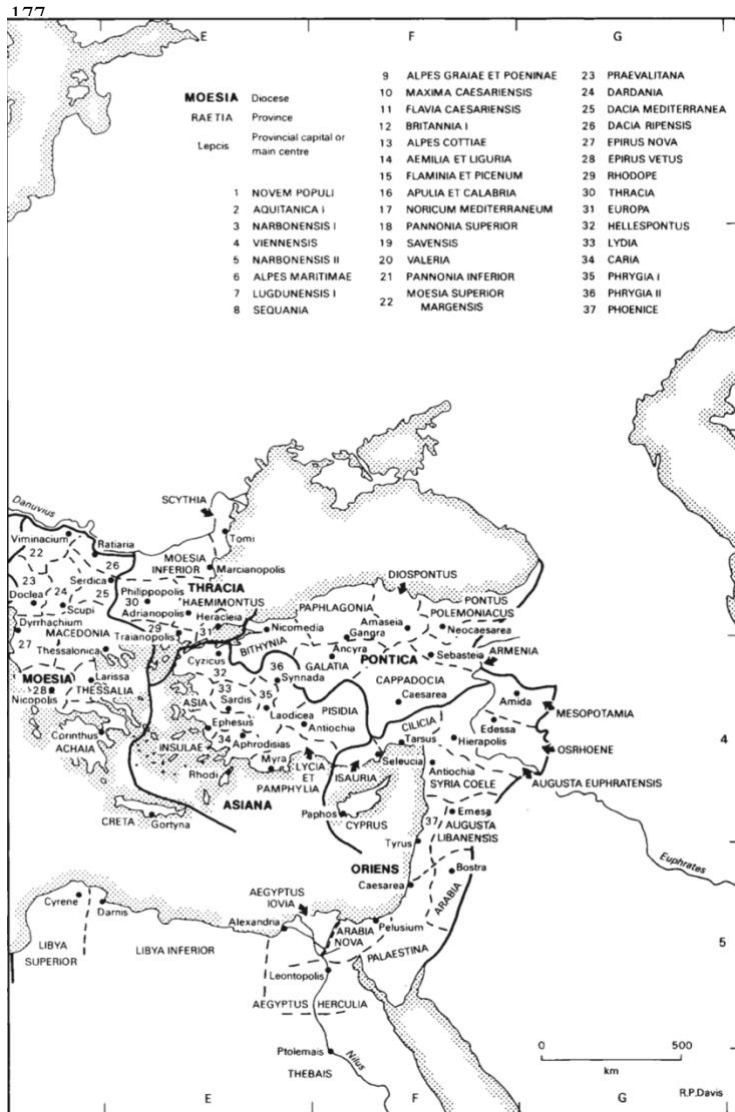 177
E
F
G
MOESIA Diocese
RAETIA Province
Lepcis Provincial capital or main centre
1 NOVEM POPULI
2 AQUITANICA I
3 NARBONENSIS I
4 VIENNENSIS
5 NARBONENSIS II
6 ALPES MARITIMAE
7 LUGDUNENSIS I
8 SEQUANIA
9 ALPES GRAIAE ET POENINAE
10 MAXIMA CAESARIENSIS
11 FLAVIA CAESARIENSIS
12 BRITANNIA I
13 ALPES COTTIAE
14 AEMILIA ET LIGURIA
15 FLAMINIA ET PICENUM
16 APULIA ET CALABRIA
17 NORICUM MEDITERRANEUM
18 PANNONIA SUPERIOR
19 SAVENSIS
20 VALERIA
21 PANNONIA INFERIOR
22 MOESIA SUPERIOR MARGENSIS
23 PRAEVALITANA
24 DARDANIA
25 DACIA MEDITERRANEA
26 DACIA RIPENSIS
27 EPIRUS NOVA
28 EPIRUS VETUS
29 RHODOPE
30 THRACIA
31 EUROPA
32 HELLESPONTUS
33 LYDIA
34 CARIA
35 PHRYGIA I
36 PHRYGIA II
37 PHOENICE
SCYTHIA
Danuvius
Viminacium
Ratiaria
Tomi
22
26
MOESIA INFERIOR
Marcianopolis
23
Serdica
THRACIA
DIOSPONTUS
Doclea
24
25
Philippopolis
30
HAEMIMONTUS
PAPHLAGONIA
PONTUS POLEMONIACUS
Scupi
Adrianopolis
Heracleia
Amaseia
Dyrrhachium
27
MACEDONIA
29
Traianopolis
31
Nicomedia
Gangra
Neocaesarea
Thessalonica
BITHYNIA
Ancyra
Sebasteia
ARMENIA
Cyzicus
36
GALATIA
PONTICA
MOESIA
Larissa
32
Synnada
28
THESSALIA
33
35
CAPPADOCIA
Amida
Nicopolis
ASIA
Sardis
PISIDIA
Caesarea
MESOPOTAMIA
Laodicea
Edessa
Corinthus
Ephesus
Antiochia
CILICIA
4
ACHAIA
34
Aphrodisias
Tarsus
Hierapolis
OSRHOENE
INSULAE
Myra
LYCIA ET PAMPHYLIA
Seleucia
Rhodi
ISAURIA
Antiochia
SYRIA COELE
AUGUSTA EUPHRATENSIS
ASIANA
CRETA
Gortyna
Paphos
CYPRUS
Emesa
37
AUGUSTA LIBANENSIS
Tyrus
Euphrates
ORIENS
Bostra
Cyrene
Darnis
AEGYPTUS IOVIA
Caesarea
ARABIA
Alexandria
ARABIA NOVA
Pelusium
5
LIBYA SUPERIOR
LIBYA INFERIOR
PALAESTINA
Leontopolis
AEGYPTUS HERCULIA
0 500
km
Ptolemais
Nilus
THEBAIS
R.P.Davis
E
F
G